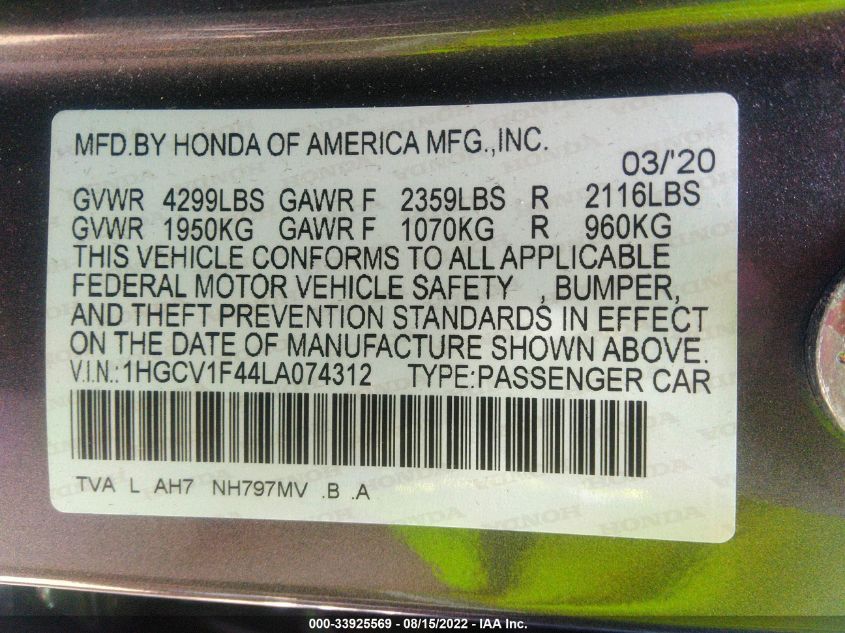 MFD.BY HONDA OF AMERICA MFG.,INC.
03/'20
GVWR 4299LBS GAWR F 2359LBS R 2116LBS
GVWR 1950KG GAWR F 1070KG R 960KG
THIS VEHICLE CONFORMS TO ALL APPLICABLE
FEDERAL MOTOR VEHICLE SAFETY , BUMPER,
AND THEFT PREVENTION STANDARDS IN EFFECT
ON THE DATE OF MANUFACTURE SHOWN ABOVE.
V.I.N.:1HGCV1F44LA074312 TYPE:PASSENGER CAR
TVA L AH7 NH797MV .B .A
000-33925569 - 08/15/2022 - IAA Inc.